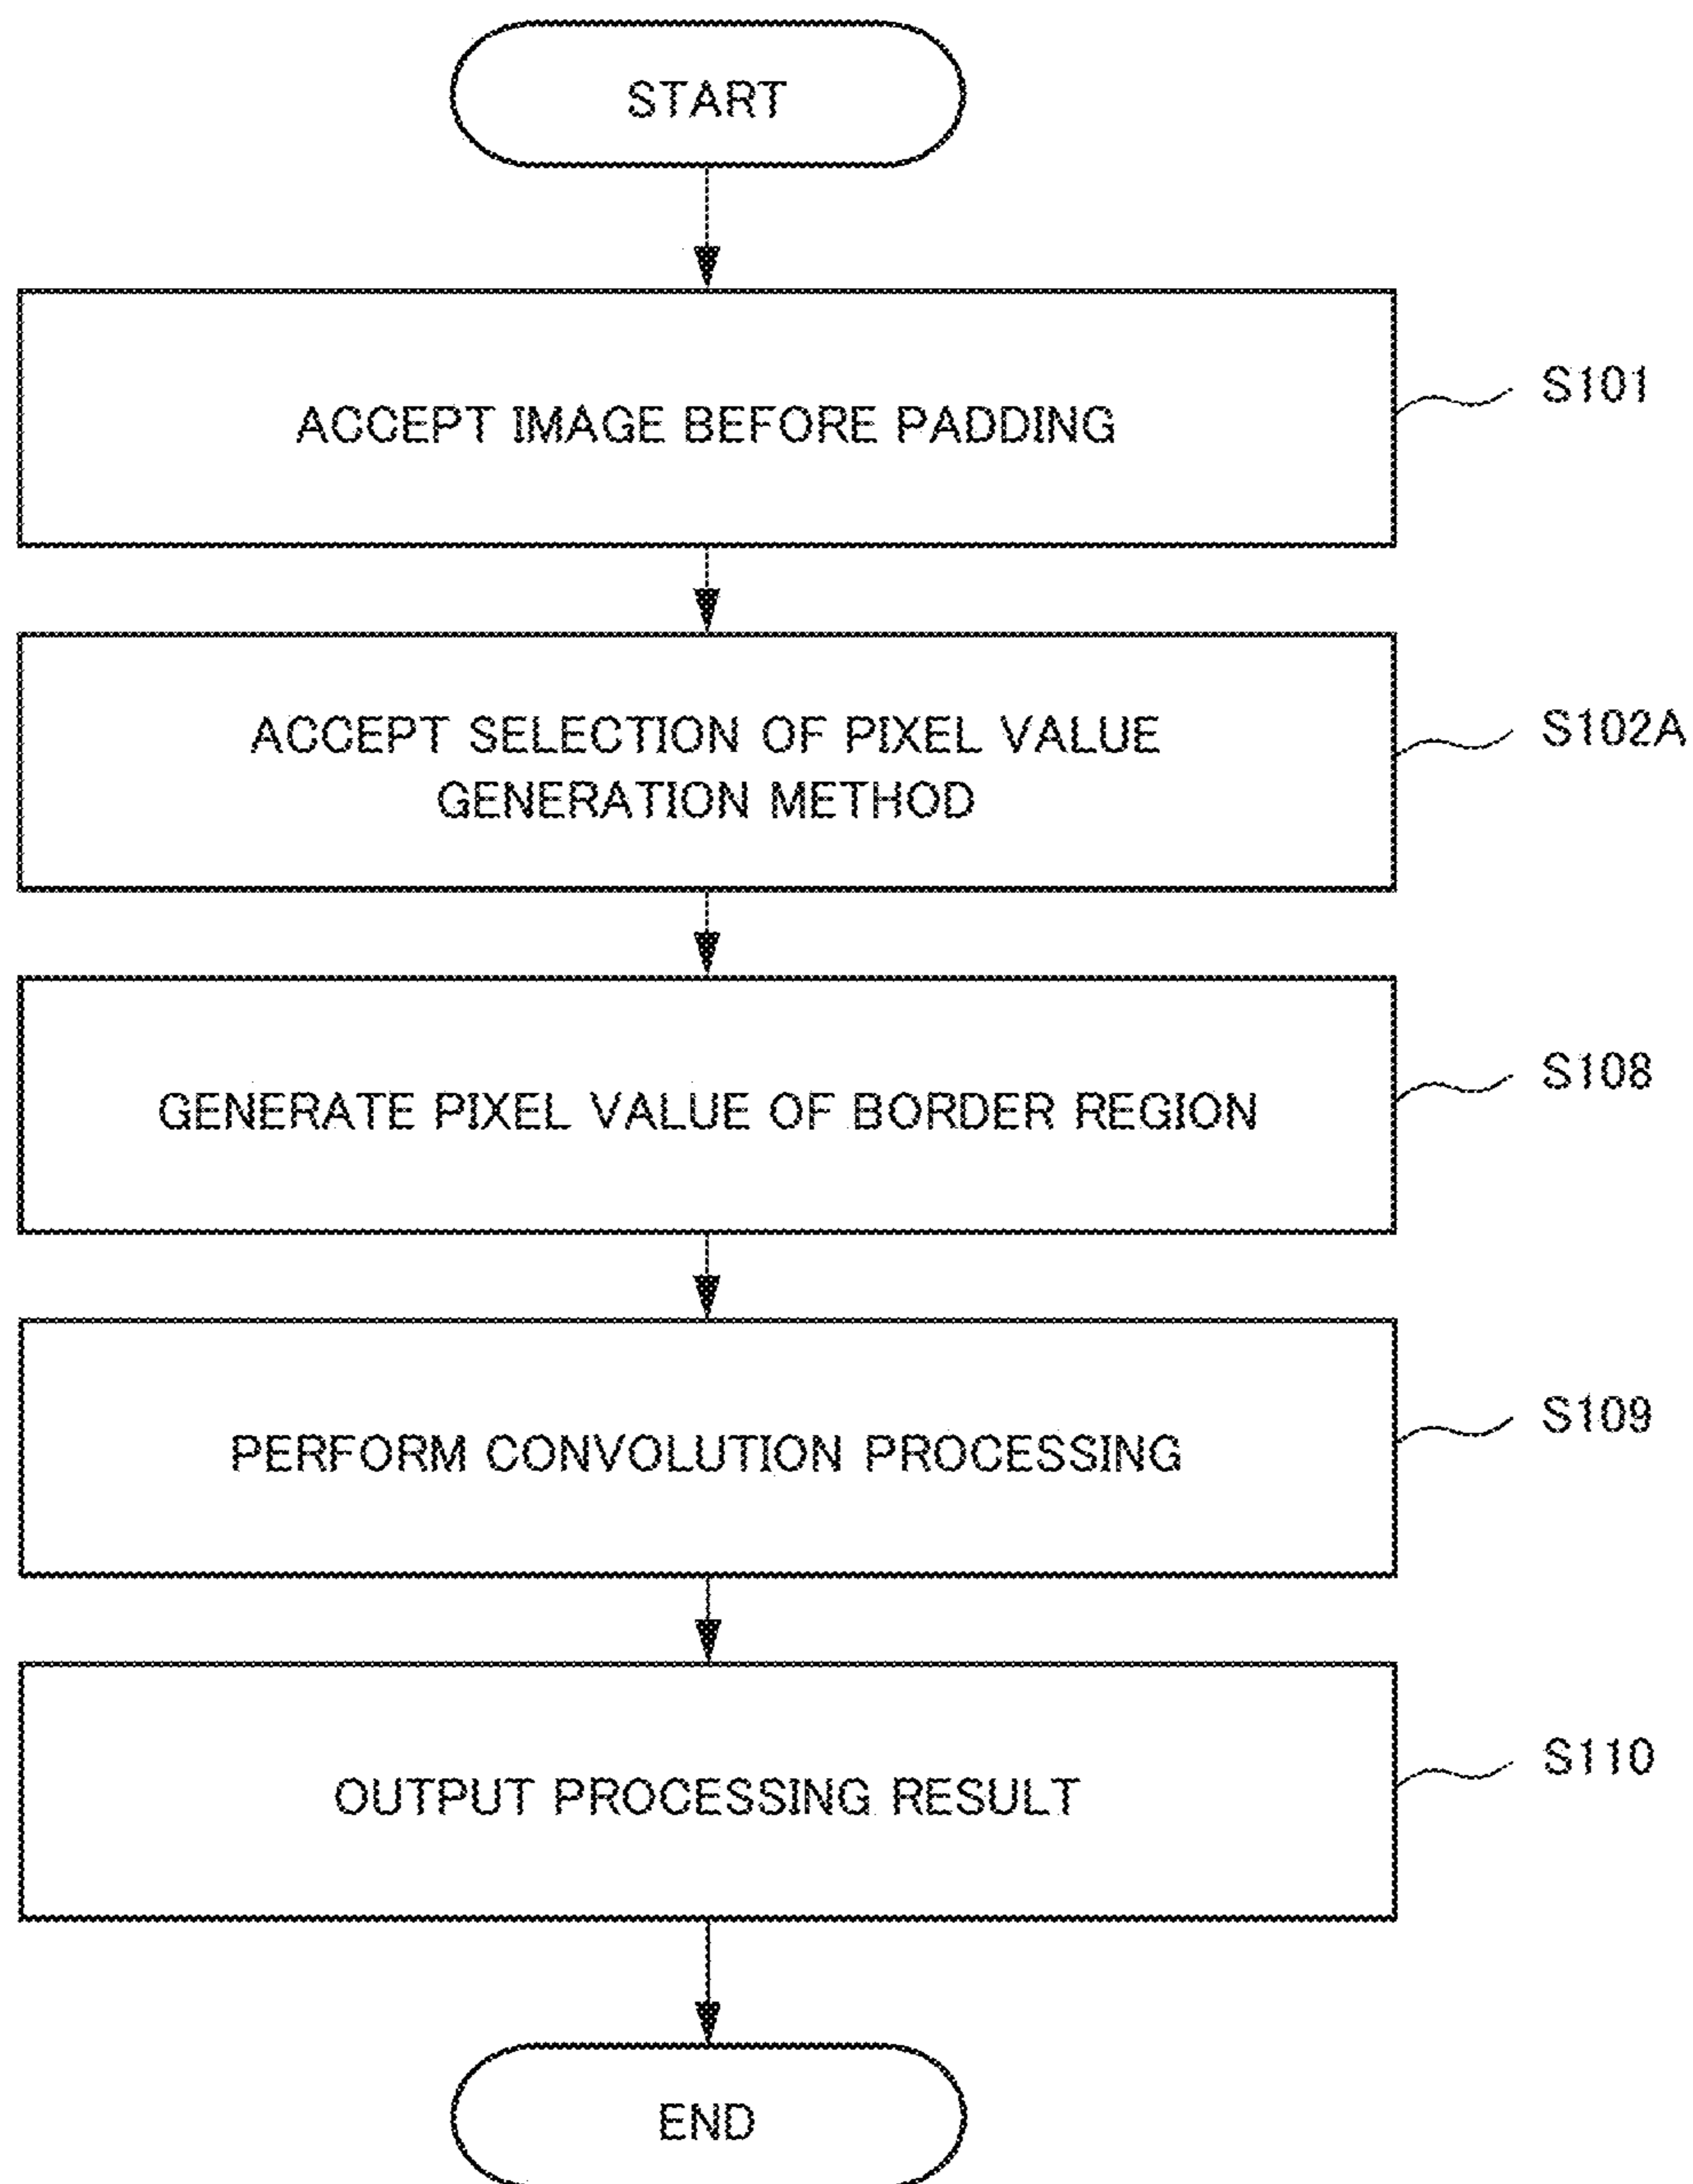 START
ACCEPT IMAGE BEFORE PADDING
S101
ACCEPT SELECTION OF PIXEL VALUE
GENERATION METHOD
S102A
GENERATE PIXEL VALUE OF BORDER REGION
S108
PERFORM CONVOLUTION PROCESSING
S109
OUTPUT PROCESSING RESULT
S110
END